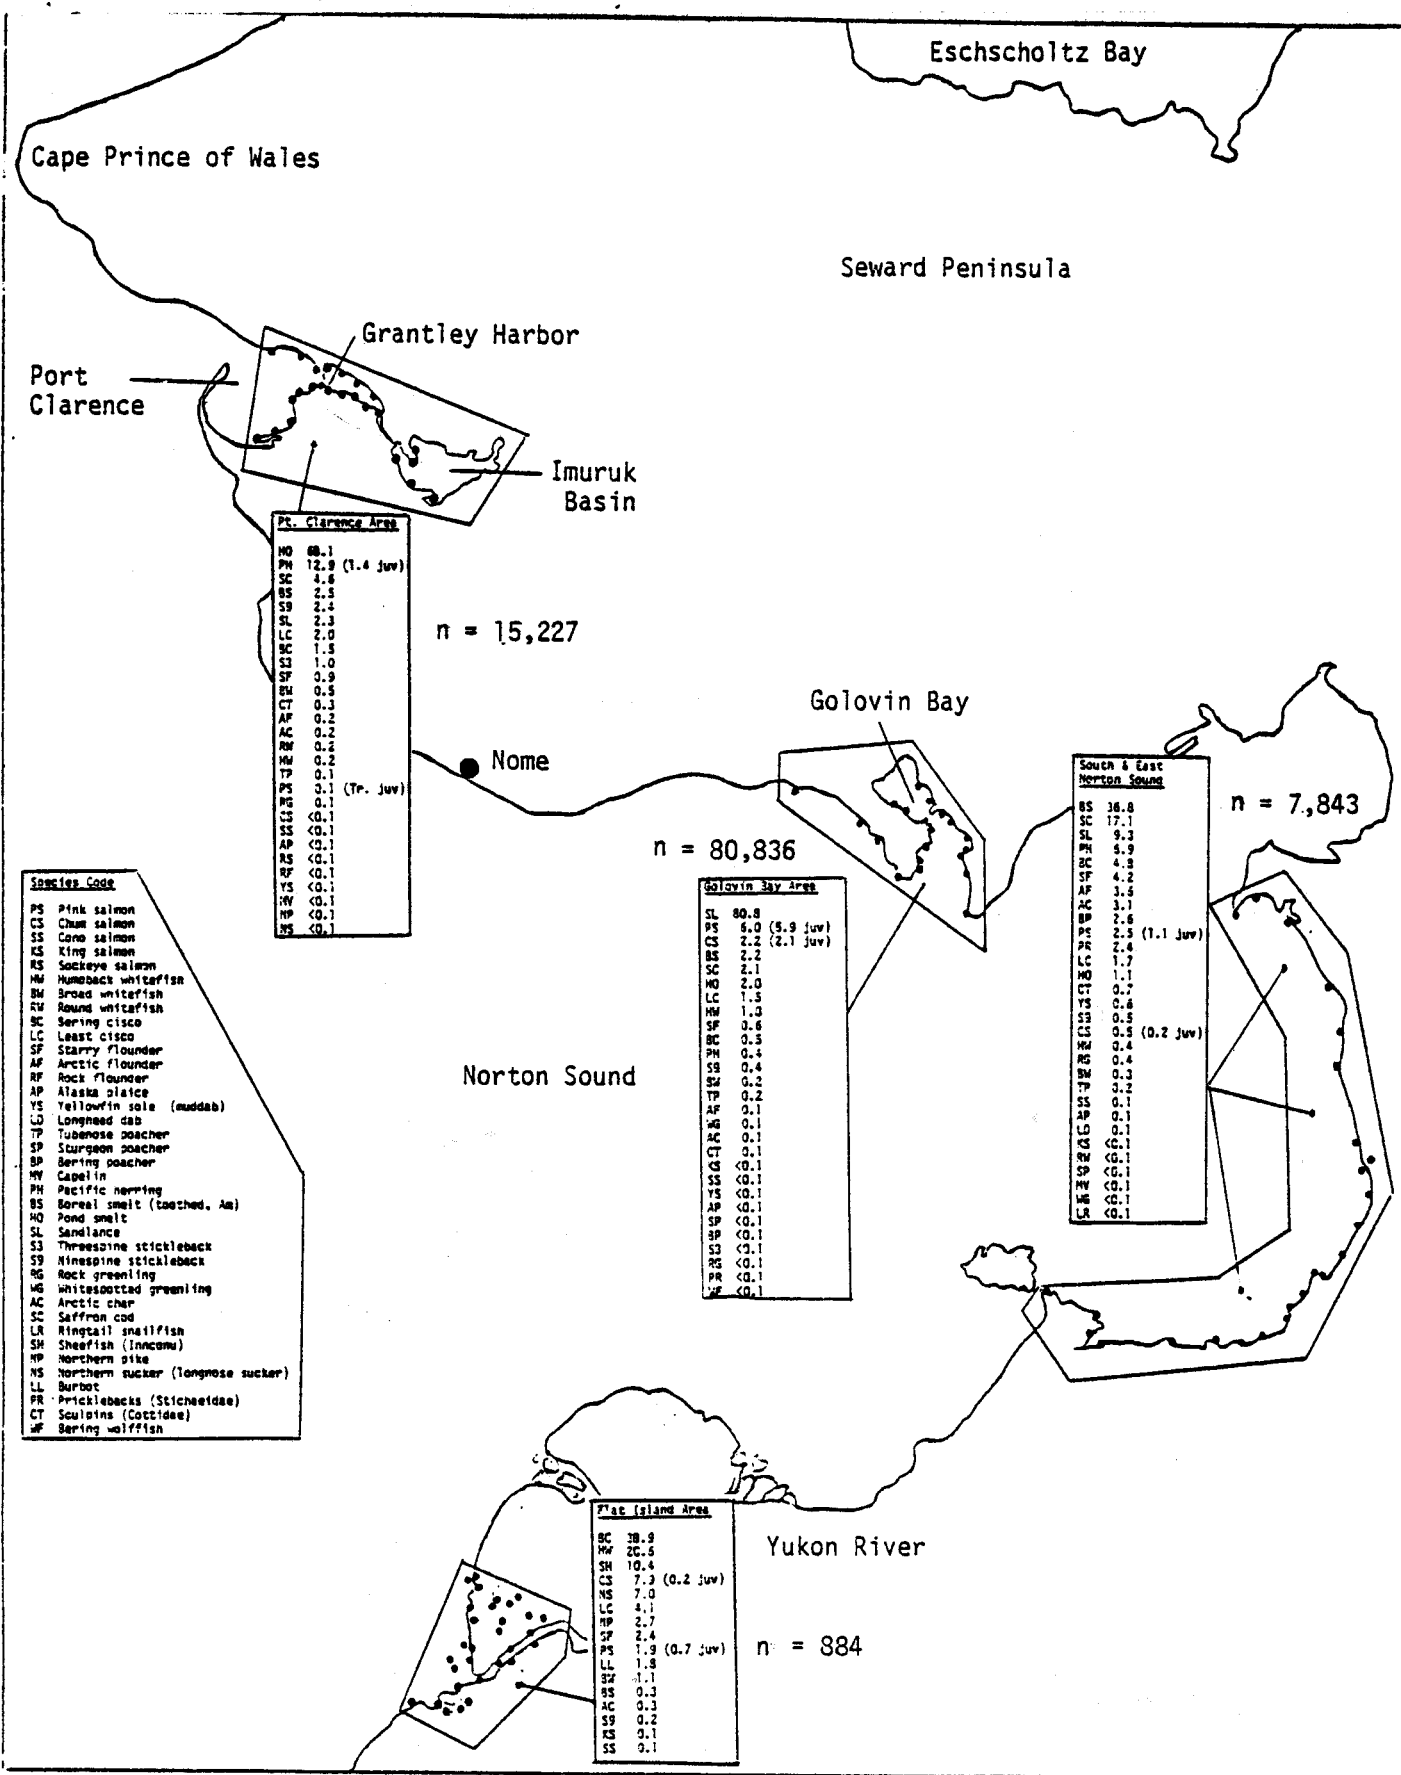 Eschscholtz Bay
Cape Prince of Wales
Seward Peninsula
Grantley Harbor
Port
Clarence
Imuruk
Basin
Pt. Clarence Area
HO 68.1
PH 12.9 (1.4 juv)
SC 4.6
BS 2.5
S9 2.4
SL 2.3
LC 2.0
BC 1.5
S3 1.0
SF 0.9
BW 0.5
CT 0.3
AF 0.2
AC 0.2
RW 0.2
HW 0.2
TP 0.1
PS 0.1 (Tr. juv)
RG 0.1
CS <0.1
SS <0.1
AP <0.1
RS <0.1
RF <0.1
YS <0.1
MV <0.1
NP <0.1
NS <0.1
n = 15,227
Nome
Golovin Bay
n = 80,836
Golovin Bay Area
SL 80.8
PS 6.0 (5.9 juv)
CS 2.2 (2.1 juv)
BS 2.2
SC 2.1
HO 2.0
LC 1.5
HW 1.0
SF 0.6
BC 0.5
PH 0.4
S9 0.4
BW 0.2
TP 0.2
AF 0.1
WG 0.1
AC 0.1
CT 0.1
KS <0.1
SS <0.1
YS <0.1
AP <0.1
SP <0.1
BP <0.1
S3 <0.1
RG <0.1
PR <0.1
WF <0.1
South & East
Norton Sound
BS 36.8
SC 17.1
SL 9.3
PH
BC
SF 4.2
AF
AC 3.1
BP 2.6
PS 2.5 (1.1 juv)
PR 2.4
LC 1.7
HO 1.1
CT 0.7
YS 0.6
S3 0.5
CS 0.5 (0.2 juv)
HW 0.4
RG 0.4
BW 0.3
TP 0.2
SS 0.1
AP 0.1
LD 0.1
KS <0.1
RW <0.1
SP <0.1
MV <0.1
WG <0.1
LR <0.1
n = 7,843
Norton Sound
Species Code
PS Pink salmon
CS Chum salmon
SS Coho salmon
KS King salmon
RS Sockeye salmon
HW Humpback whitefish
BW Broad whitefish
RW Round whitefish
BC Bering cisco
LC Least cisco
SF Starry flounder
AF Arctic flounder
RF Rock flounder
AP Alaska plaice
YS Yellowfin sole (muddab)
LD Longhead dab
TP Tubenose poacher
SP Sturgeon poacher
BP Bering poacher
MV Capelin
PH Pacific herring
BS Boreal smelt (toothed, Am)
HO Pond smelt
SL Sandlance
S3 Threespine stickleback
S9 Ninespine stickleback
RG Rock greenling
WG Whitespotted greenling
AC Arctic char
SC Saffron cod
LR Ringtail snailfish
SH Sheefish (Inncomu)
NP Northern pike
NS Northern sucker (longnose sucker)
LL Burbot
PR Pricklebacks (Stichaeidae)
CT Sculpins (Cottidae)
WF Bering wolffish
Flat Island Area
BC 38.9
HW 20.5
SH 10.4
CS 7.3 (0.2 juv)
NS 7.0
LC 4.1
NP 2.7
SF 2.4
PS 1.9 (0.7 juv)
LL 1.8
BW 1.1
BS 0.3
AC 0.3
S9 0.2
KS 0.1
SS 0.1
Yukon River
n = 884